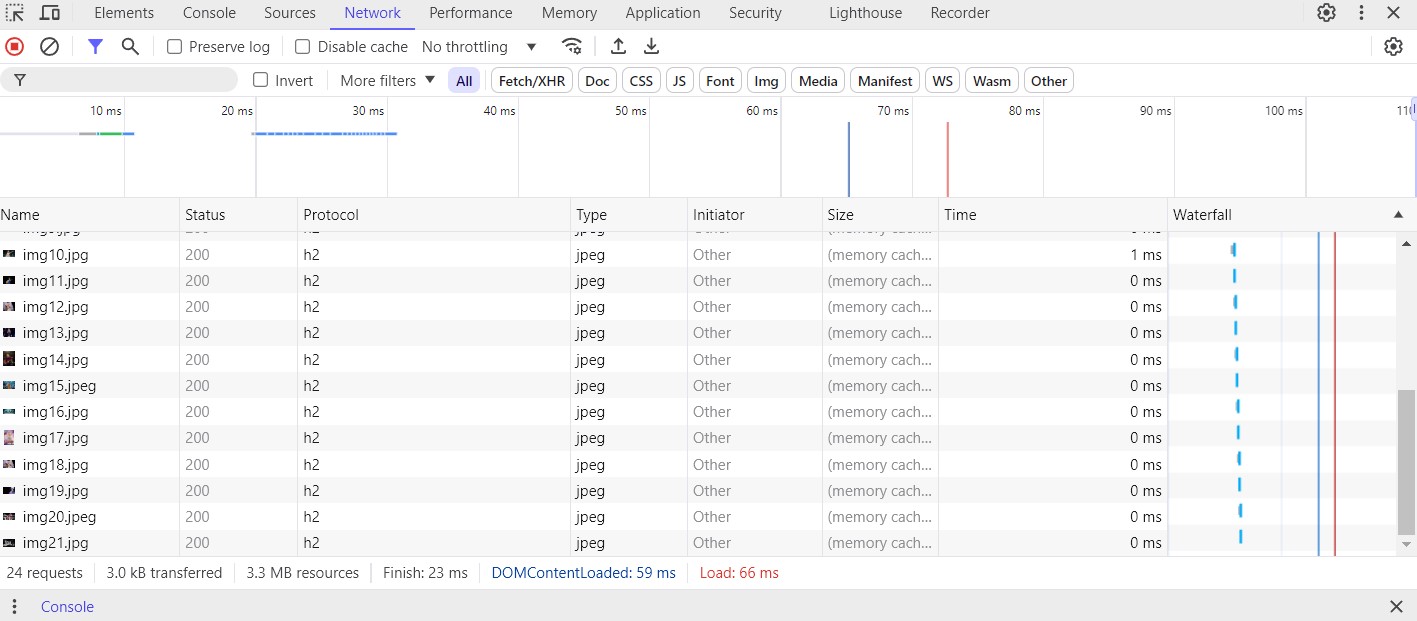 Elements Console Sources Network Performance Memory Application Security Lighthouse Recorder
Preserve log Disable cache No throttling
Invert More filters All Fetch/XHR Doc CSS JS Font Img Media Manifest WS Wasm Other
10 ms 20 ms 30 ms 40 ms 50 ms 60 ms 70 ms 80 ms 90 ms 100 ms
Name Status Protocol Type Initiator Size Time Waterfall
img10.jpg 200 h2 jpeg Other (memory cach... 1 ms
img11.jpg 200 h2 jpeg Other (memory cach... 0 ms
img12.jpg 200 h2 jpeg Other (memory cach... 0 ms
img13.jpg 200 h2 jpeg Other (memory cach... 0 ms
img14.jpg 200 h2 jpeg Other (memory cach... 0 ms
img15.jpeg 200 h2 jpeg Other (memory cach... 0 ms
img16.jpg 200 h2 jpeg Other (memory cach... 0 ms
img17.jpg 200 h2 jpeg Other (memory cach... 0 ms
img18.jpg 200 h2 jpeg Other (memory cach... 0 ms
img19.jpg 200 h2 jpeg Other (memory cach... 0 ms
img20.jpeg 200 h2 jpeg Other (memory cach... 0 ms
img21.jpg 200 h2 jpeg Other (memory cach... 0 ms
24 requests 3.0 kB transferred 3.3 MB resources Finish: 23 ms DOMContentLoaded: 59 ms Load: 66 ms
Console